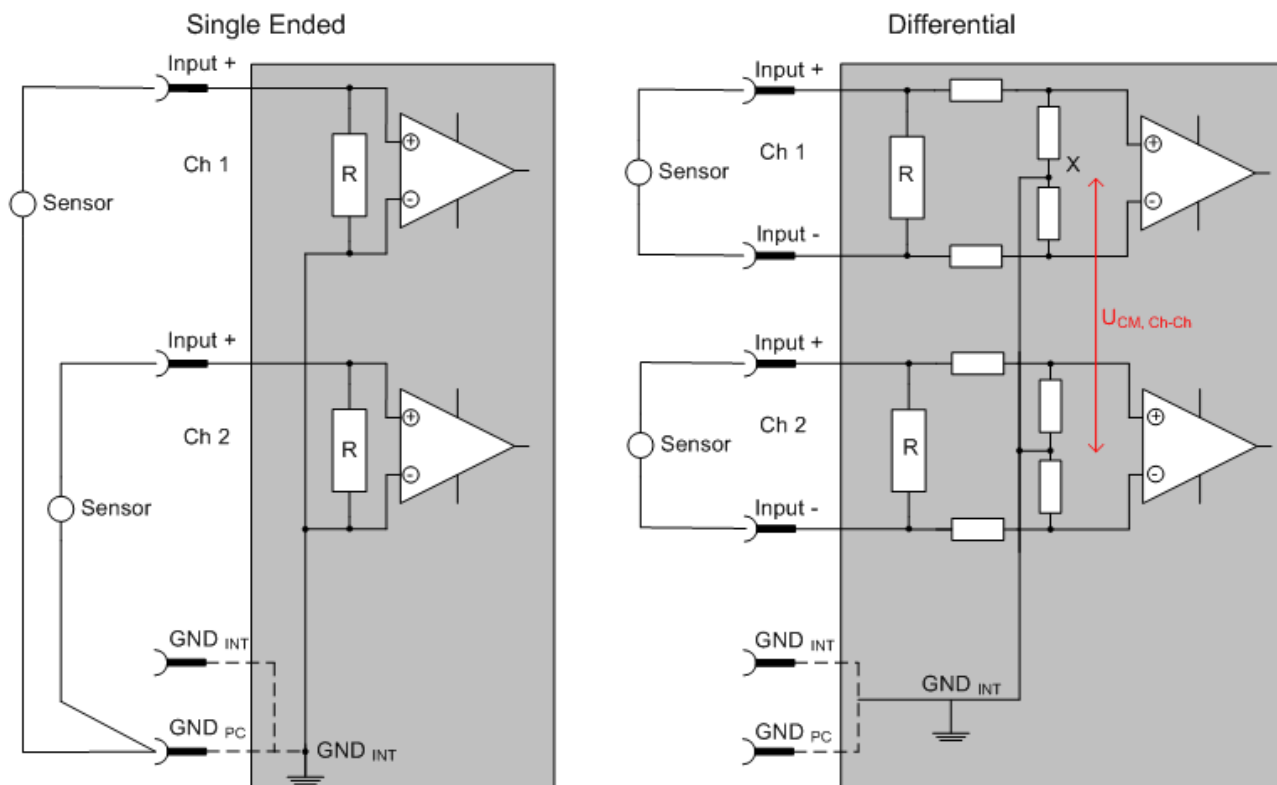 Single Ended
Input +
Ch 1
R
+
-
Sensor
Input +
Ch 2
R
+
-
Sensor
GND INT
GND PC
GND INT
Differential
Input +
Ch 1
Sensor
R
X
+
-
Input -
U CM, Ch-Ch
Input +
Ch 2
Sensor
R
+
-
Input -
GND INT
GND INT
GND PC